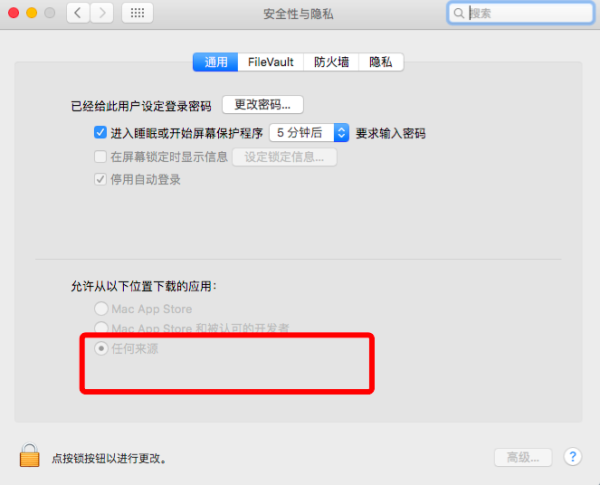 安全性与隐私
搜索
通用 FileVault 防火墙 隐私
已经给此用户设定登录密码 更改密码...
进入睡眠或开始屏幕保护程序 5 分钟后 要求输入密码
在屏幕锁定时显示信息 设定锁定信息...
停用自动登录
允许从以下位置下载的应用：
Mac App Store
Mac App Store 和被认可的开发者
任何来源
点按锁按钮以进行更改。 高级... ?